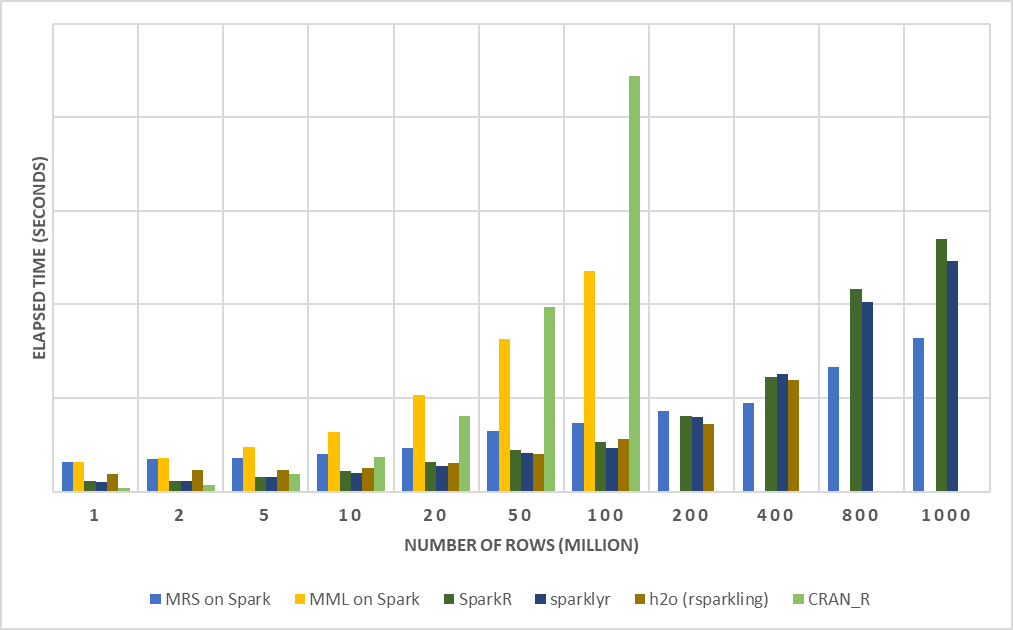 ELAPSED TIME (SECONDS)
1 2 5 10 20 50 100 200 400 800 1000
NUMBER OF ROWS (MILLION)
MRS on Spark MML on Spark SparkR sparklyr h2o (rsparkling) CRAN_R